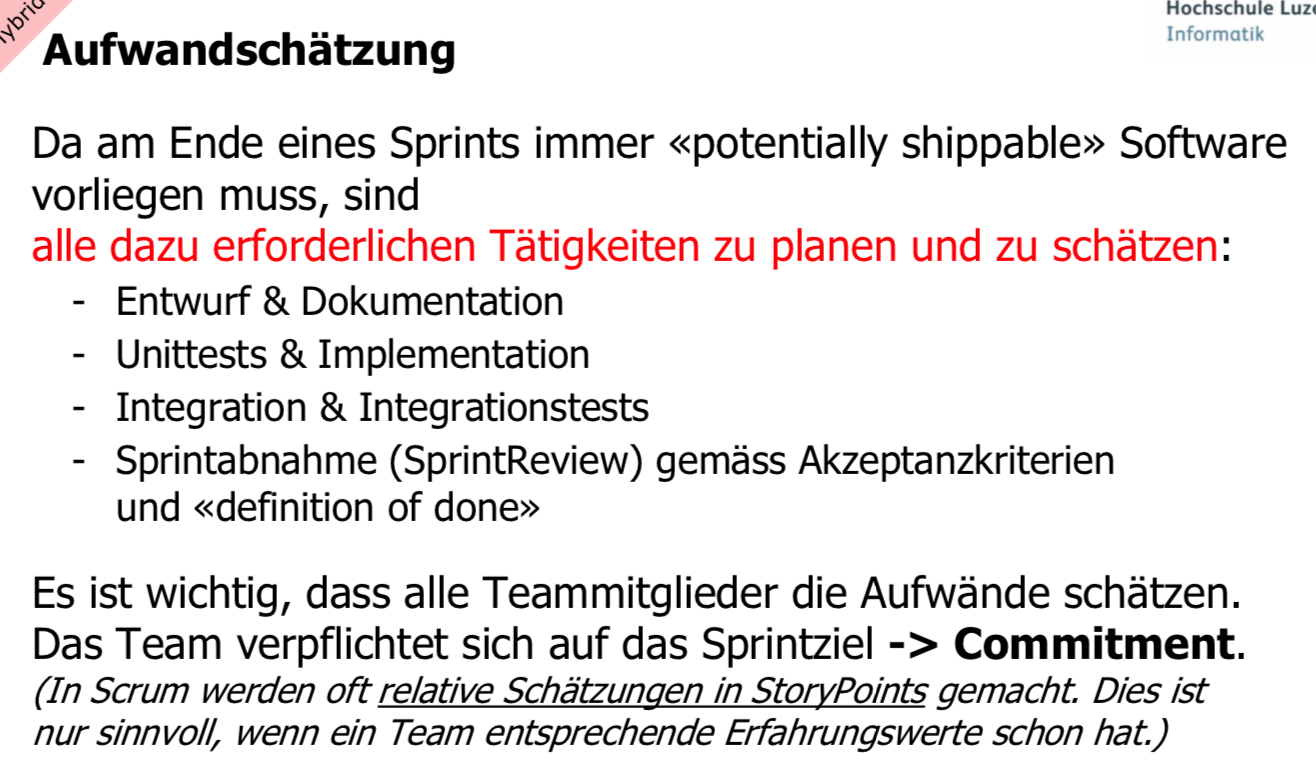 Hochschule Luze
Informatik
Aufwandschätzung
Da am Ende eines Sprints immer «potentially shippable» Software
vorliegen muss, sind
alle dazu erforderlichen Tätigkeiten zu planen und zu schätzen:
- Entwurf & Dokumentation
- Unittests & Implementation
- Integration & Integrationstests
- Sprintabnahme (SprintReview) gemäss Akzeptanzkriterien
und «definition of done»
Es ist wichtig, dass alle Teammitglieder die Aufwände schätzen.
Das Team verpflichtet sich auf das Sprintziel -> Commitment.
(In Scrum werden oft relative Schätzungen in StoryPoints gemacht. Dies ist
nur sinnvoll, wenn ein Team entsprechende Erfahrungswerte schon hat.)